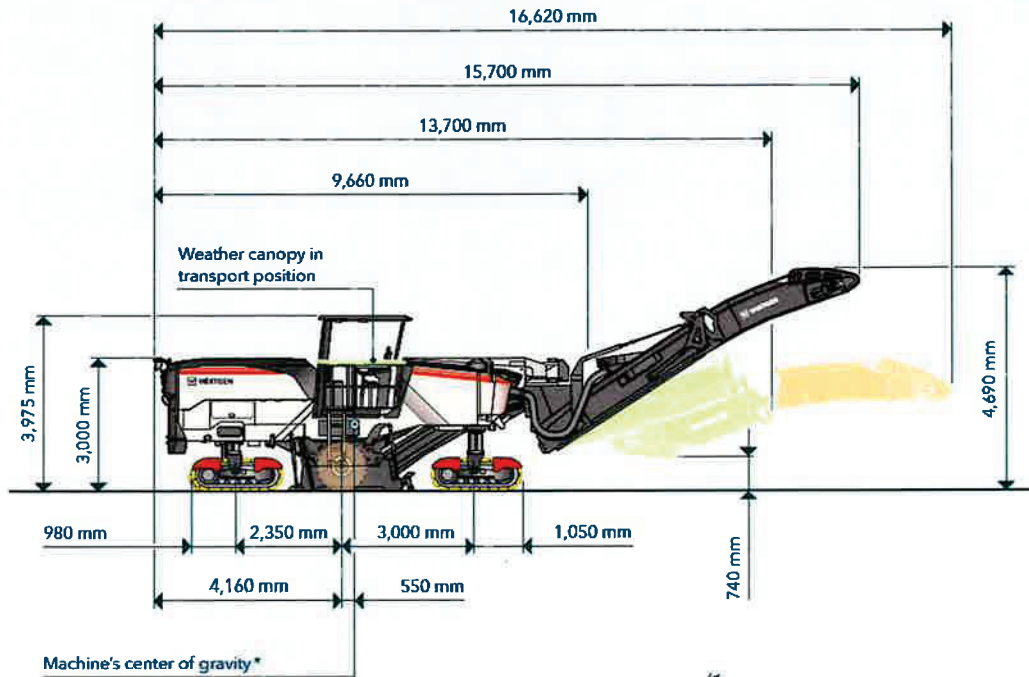 16,620 mm
15,700 mm
13,700 mm
9,660 mm
Weather canopy in
transport position
3,975 mm
3,000 mm
WIRTGEN
4,690 mm
980 mm
2,350 mm
3,000 mm
1,050 mm
740 mm
4,160 mm
550 mm
Machine's center of gravity*